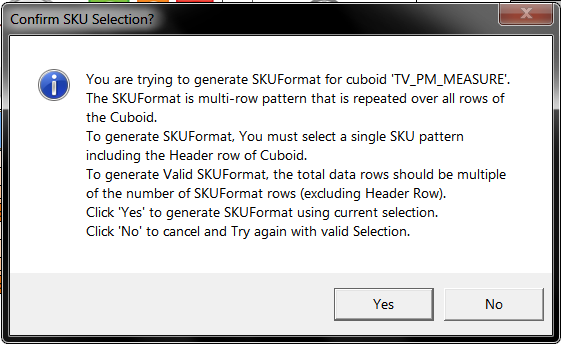 Confirm SKU Selection?
You are trying to generate SKUFormat for cuboid 'TV_PM_MEASURE'.
The SKUFormat is multi-row pattern that is repeated over all rows of
the Cuboid.
To generate SKUFormat, You must select a single SKU pattern
including the Header row of Cuboid.
To generate Valid SKUFormat, the total data rows should be multiple
of the number of SKUFormat rows (excluding Header Row).
Click 'Yes' to generate SKUFormat using current selection.
Click 'No' to cancel and Try again with valid Selection.
Yes
No